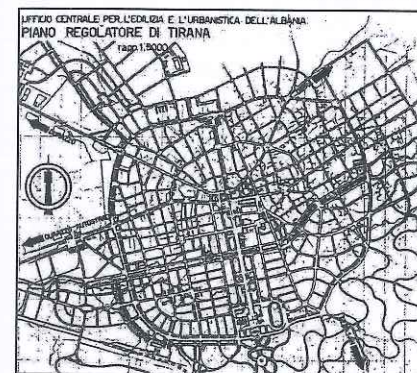 UFFICIO CENTRALE PER L'EDILIZIA E L'URBANISTICA DELL'ALBANIA
PIANO REGOLATORE DI TIRANA
rapp. 1:5000